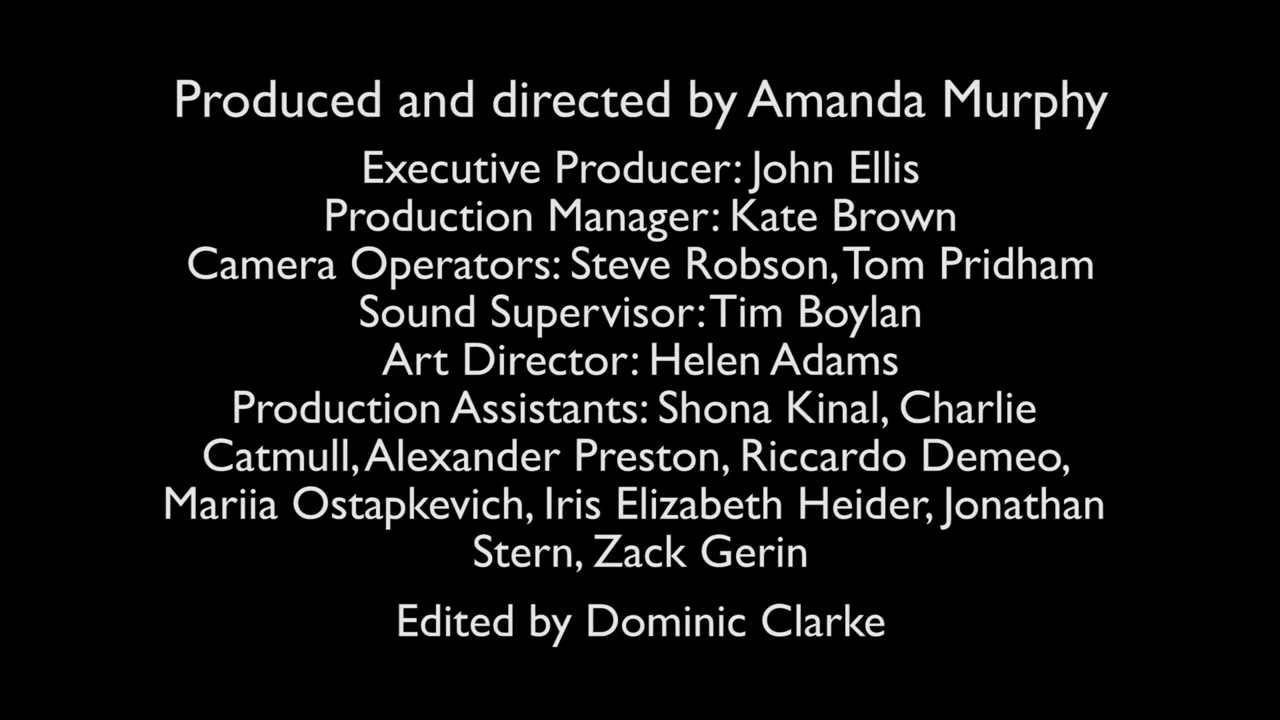 Produced and directed by Amanda Murphy
Executive Producer: John Ellis
Production Manager: Kate Brown
Camera Operators: Steve Robson, Tom Pridham
Sound Supervisor: Tim Boylan
Art Director: Helen Adams
Production Assistants: Shona Kinal, Charlie
Catmull, Alexander Preston, Riccardo Demeo,
Mariia Ostapkevich, Iris Elizabeth Heider, Jonathan
Stern, Zack Gerin
Edited by Dominic Clarke